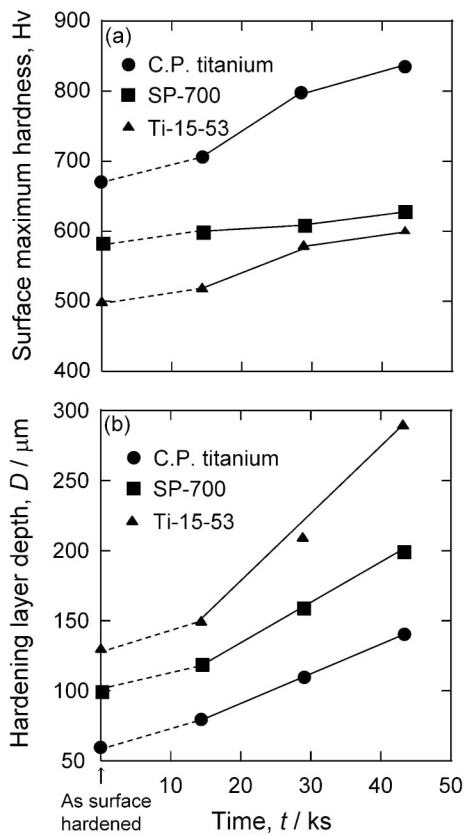 (a)
C.P. titanium
SP-700
Ti-15-53
Surface maximum hardness, Hv
900
800
700
600
500
400
(b)
C.P. titanium
SP-700
Ti-15-53
Hardening layer depth, D / μm
300
250
200
150
100
50
0 10 20 30 40 50
As surface
hardened
Time, t / ks